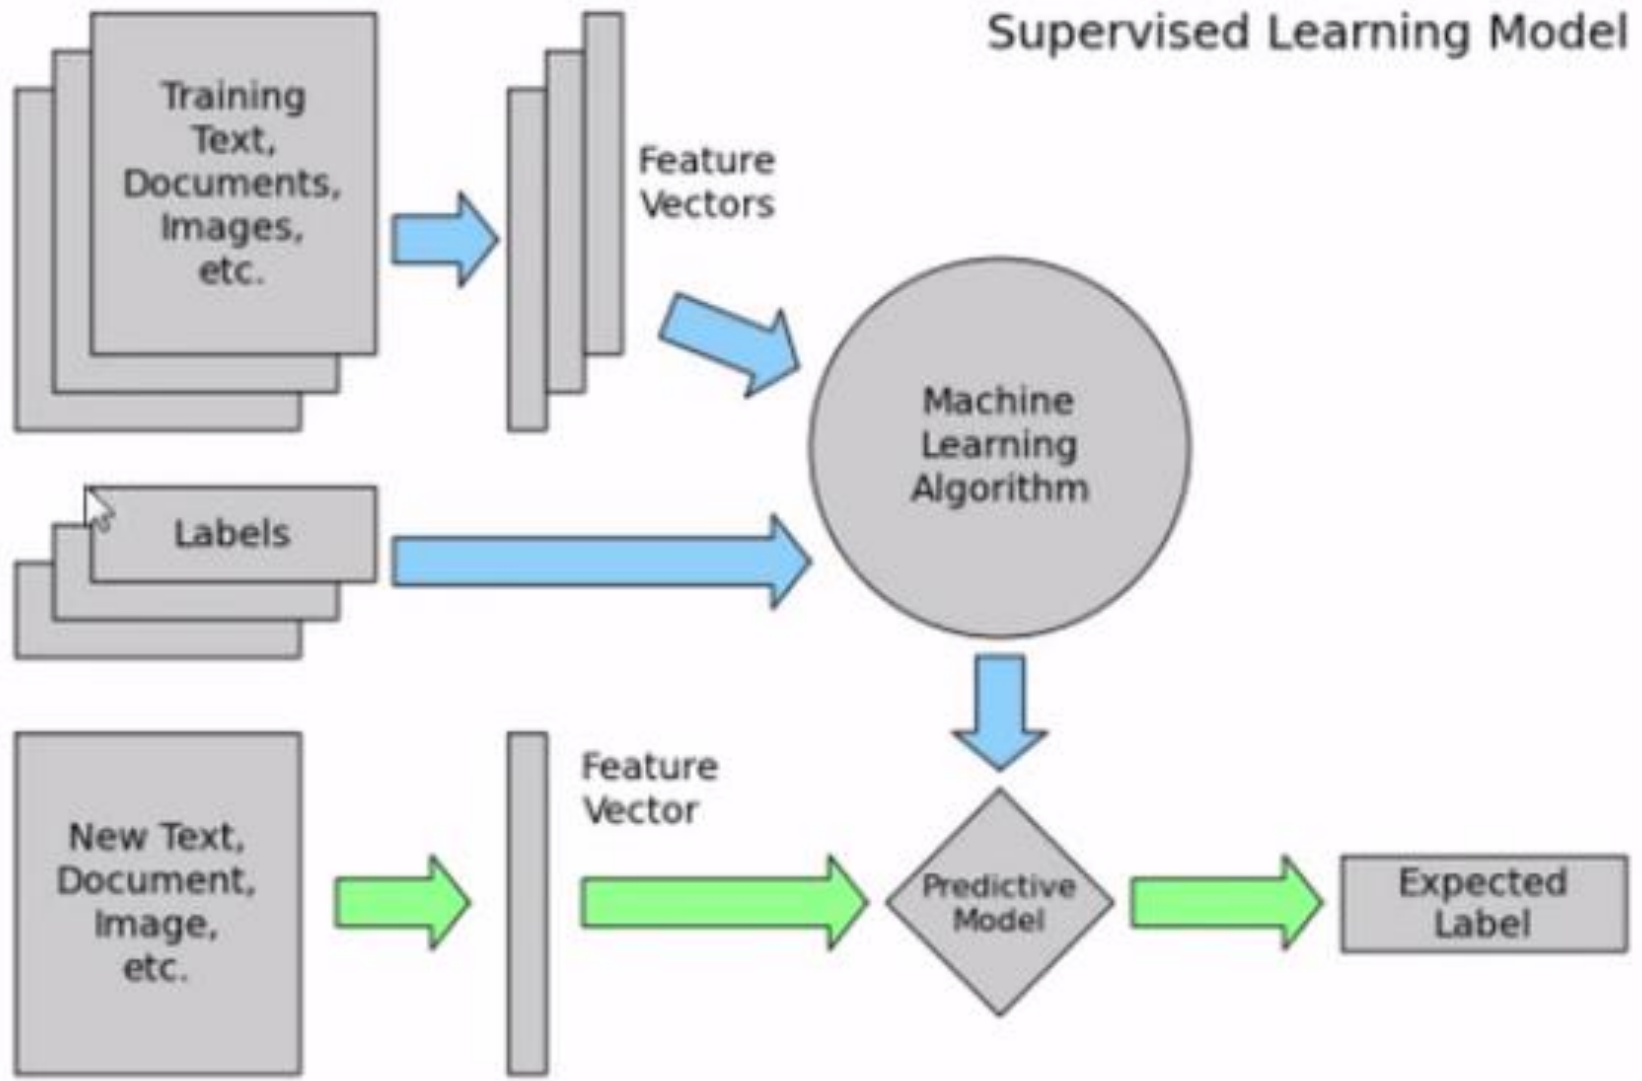 Supervised Learning Model
Training
Text,
Documents,
Images,
etc.
Feature
Vectors
Machine
Learning
Algorithm
Labels
New Text,
Document,
Image,
etc.
Feature
Vector
Predictive
Model
Expected
Label